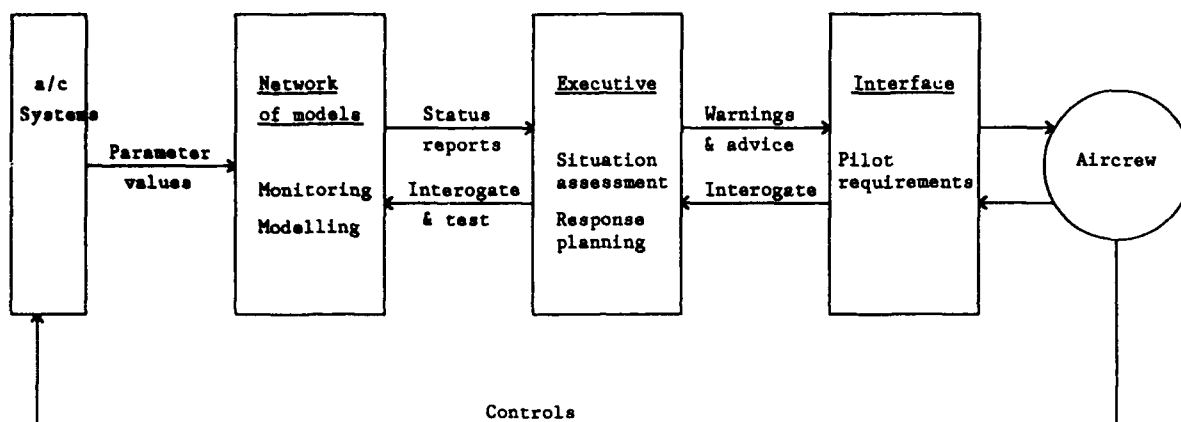 a/c
Systems
Parameter
values
Network
of models
Monitoring
Modelling
Status
reports
Interogate
& test
Executive
Situation
assessment
Response
planning
Warnings
& advice
Interogate
Interface
Pilot
requirements
Aircrew
Controls